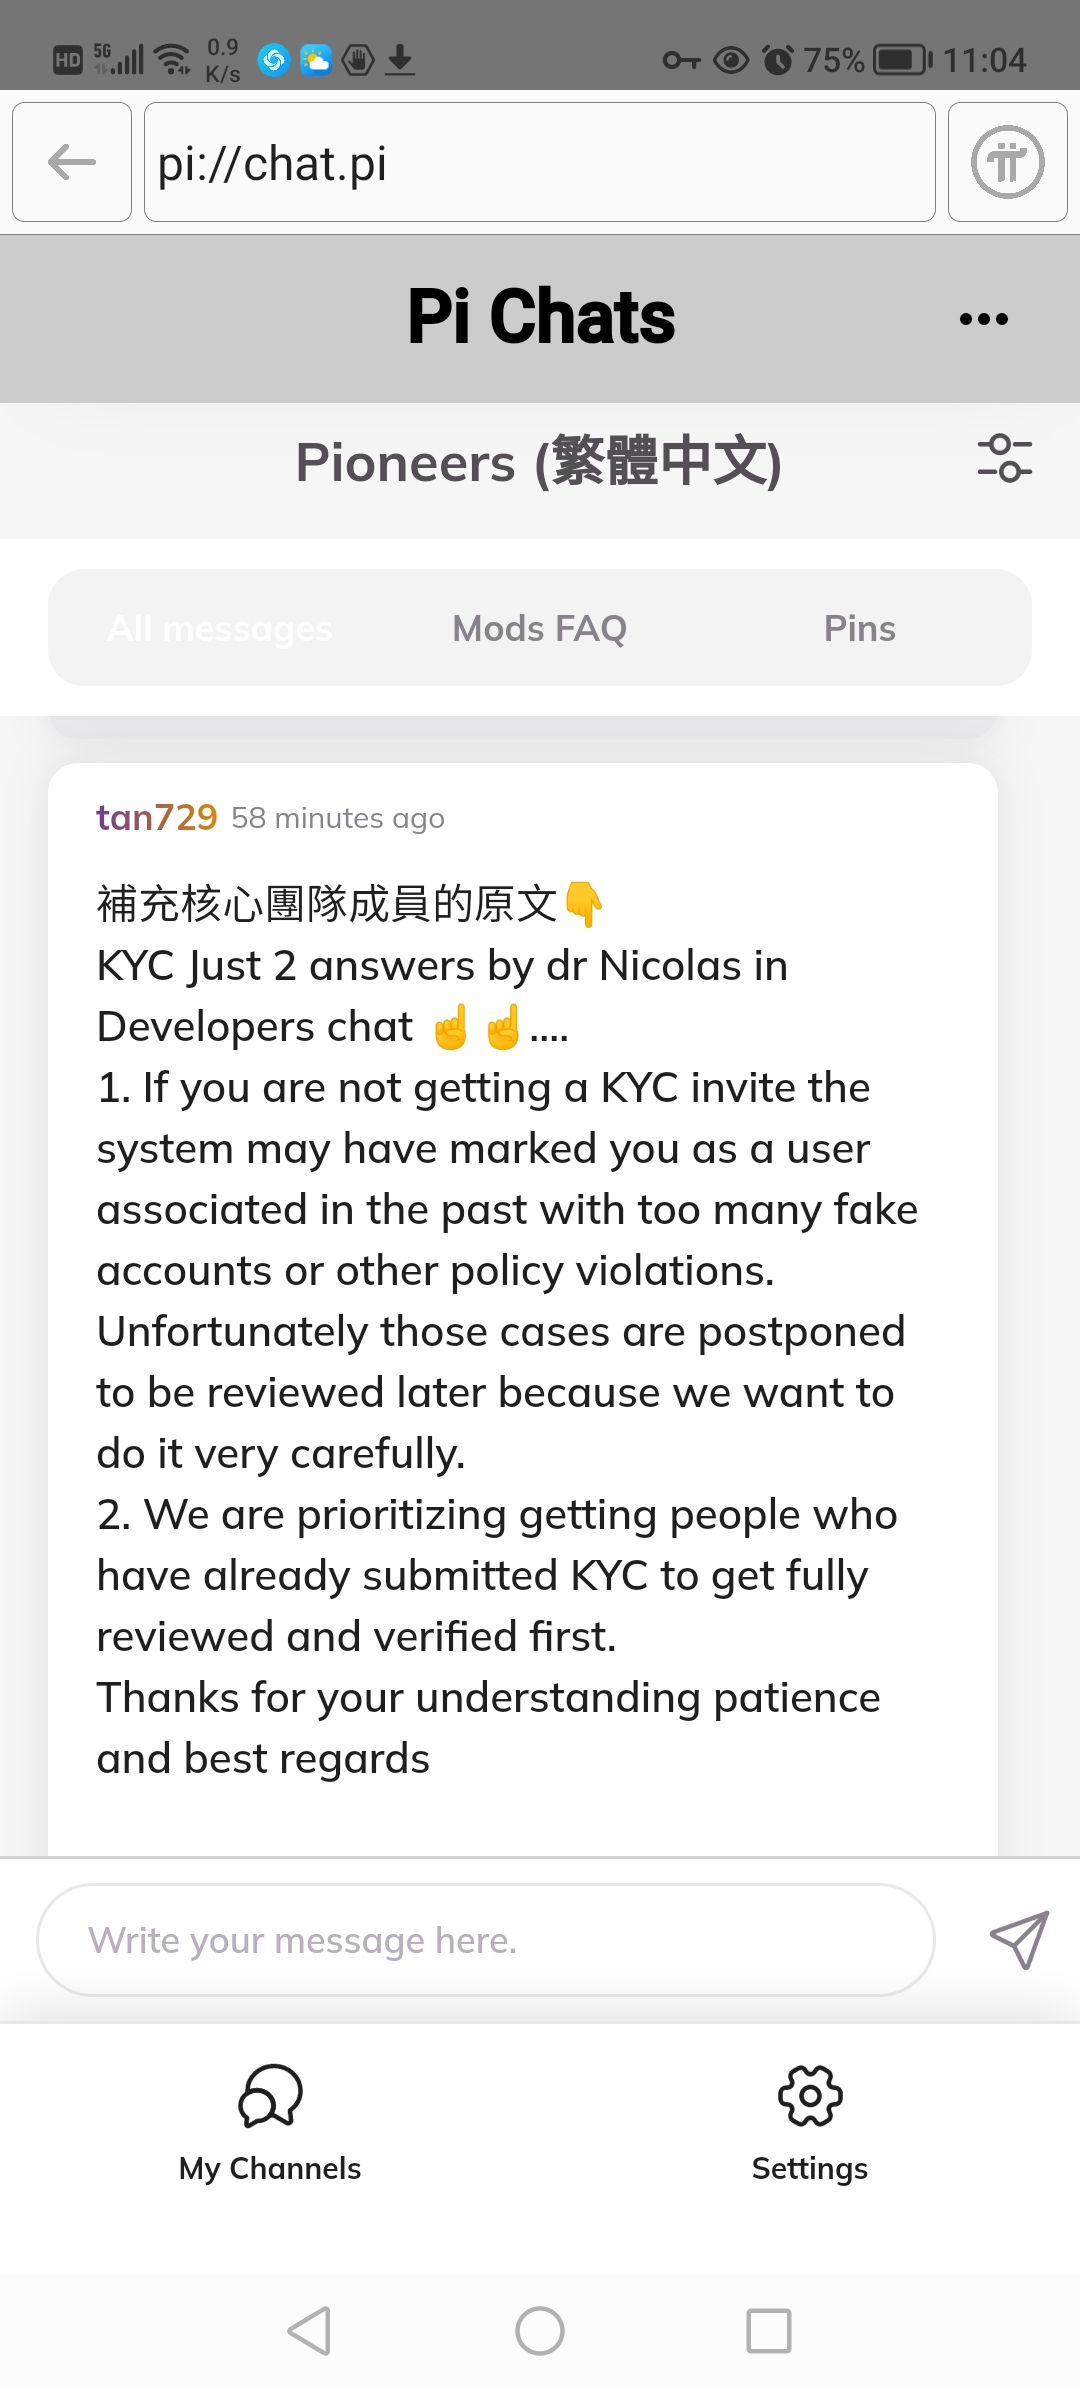 HD 5G 0.9 K/s 75% 11:04
pi://chat.pi
Pi Chats
Pioneers (繁體中文)
All messages Mods FAQ Pins
tan729 58 minutes ago
補充核心團隊成員的原文👇
KYC Just 2 answers by dr Nicolas in
Developers chat ☝️☝️....
1. If you are not getting a KYC invite the
system may have marked you as a user
associated in the past with too many fake
accounts or other policy violations.
Unfortunately those cases are postponed
to be reviewed later because we want to
do it very carefully.
2. We are prioritizing getting people who
have already submitted KYC to get fully
reviewed and verified first.
Thanks for your understanding patience
and best regards
Write your message here.
My Channels Settings